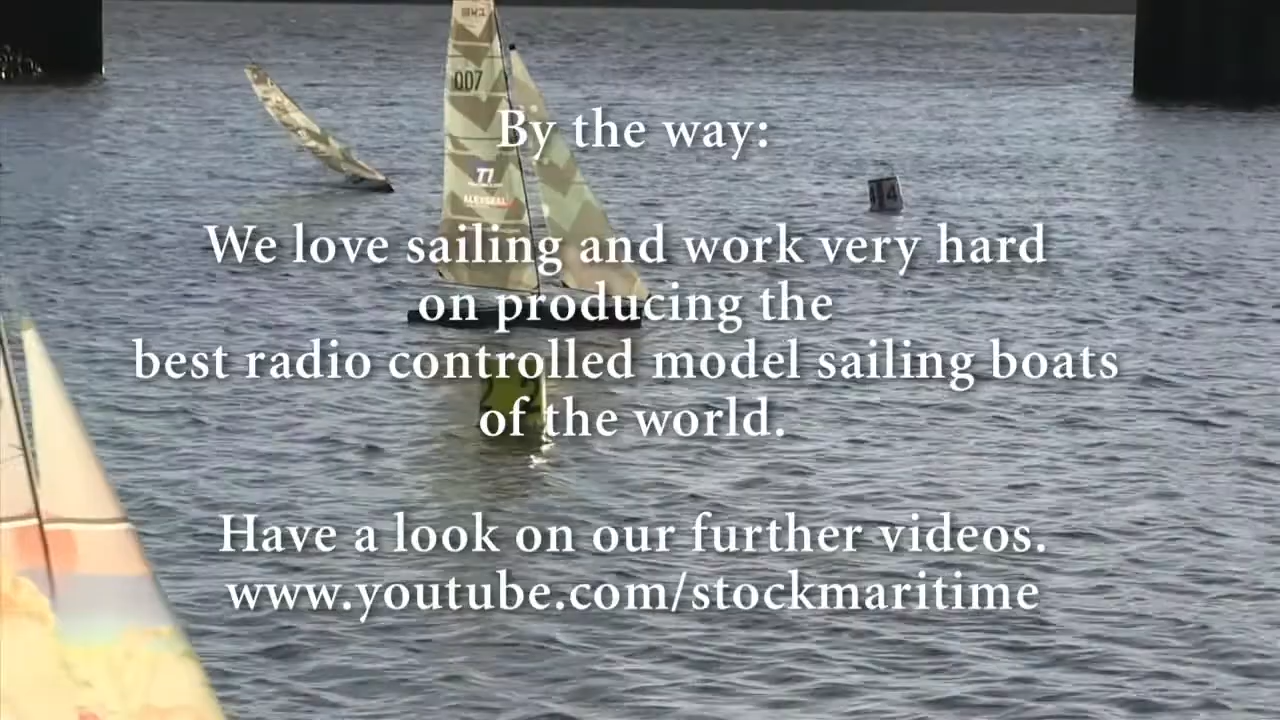 007
By the way:
We love sailing and work very hard
on producing the
best radio controlled model sailing boats
of the world.
Have a look on our further videos.
www.youtube.com/stockmaritime